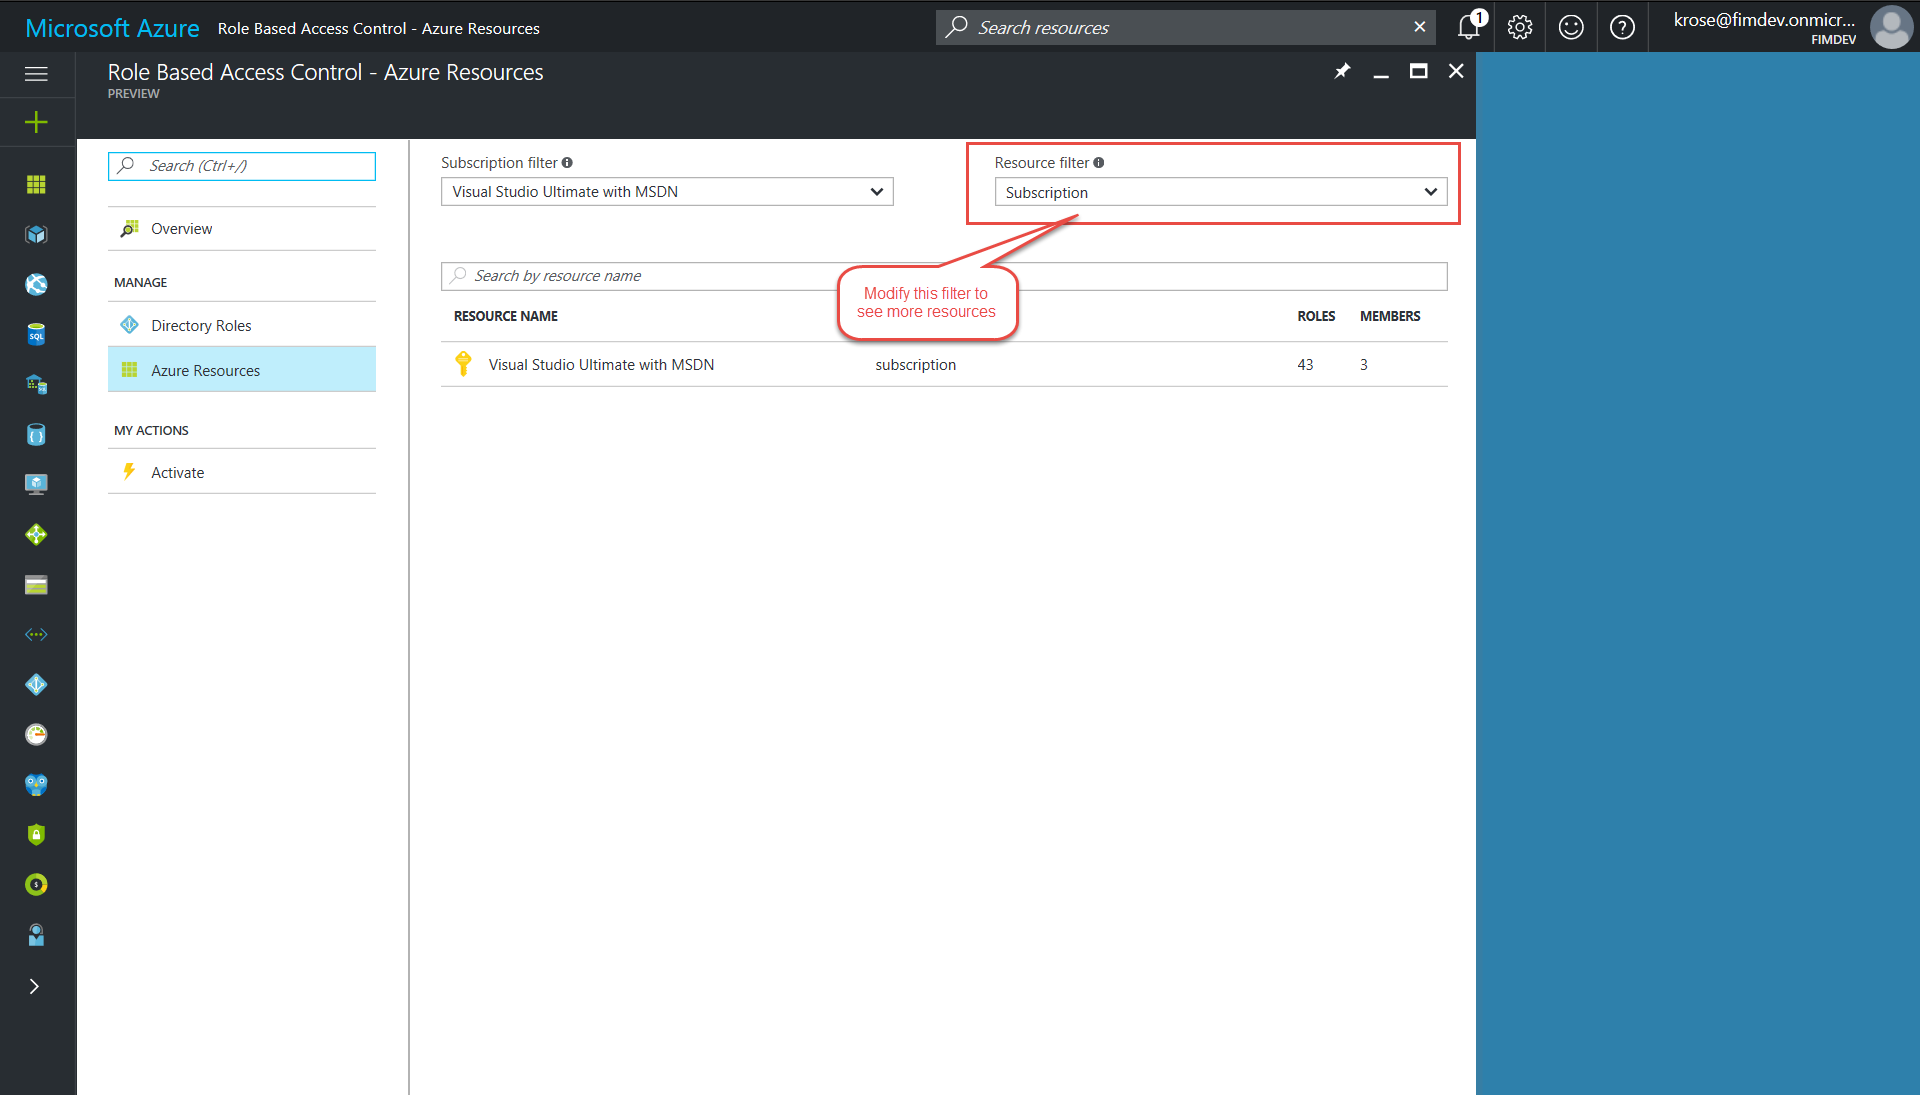 Microsoft Azure Role Based Access Control - Azure Resources
Search resources
1
krose@fimdev.onmicr...
FIMDEV
Role Based Access Control - Azure Resources
PREVIEW
Search (Ctrl+/)
Overview
MANAGE
Directory Roles
Azure Resources
MY ACTIONS
Activate
Subscription filter
Visual Studio Ultimate with MSDN
Resource filter
Subscription
Search by resource name
Modify this filter to
see more resources
RESOURCE NAME ROLES MEMBERS
Visual Studio Ultimate with MSDN subscription 43 3
SQL